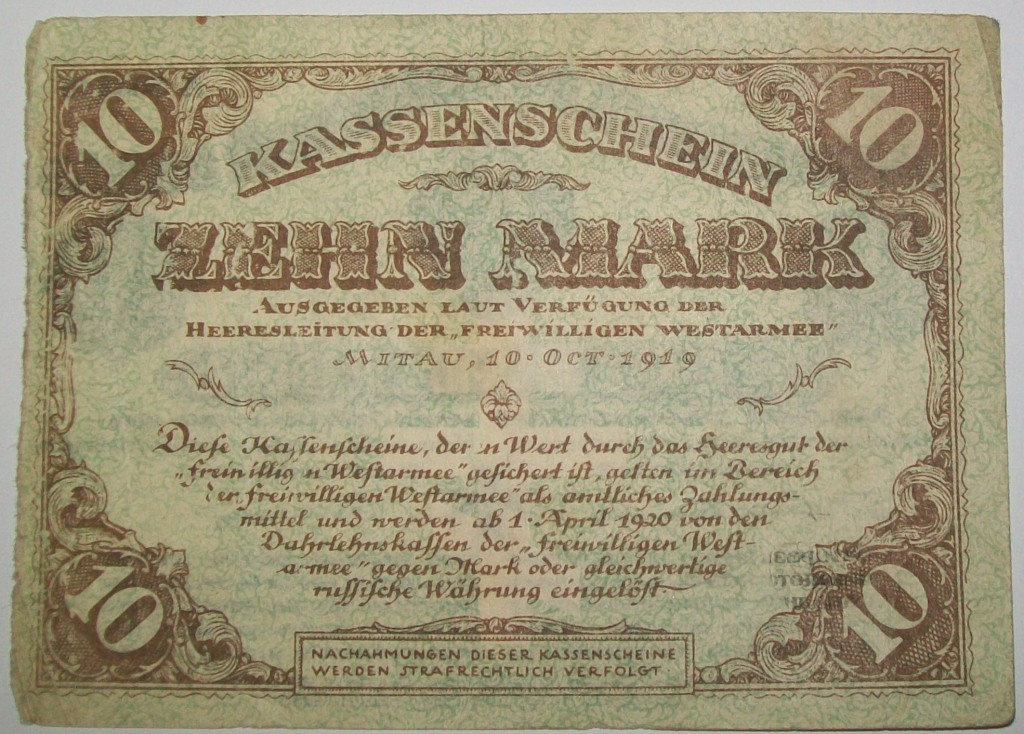 10 10
KASSENSCHEIN
ZEHN MARK
AUSGEGEBEN LAUT VERFÜGUNG DER
HEERESLEITUNG DER „FREIWILLIGEN WESTARMEE"
MITAU, 10·OCT·1919
Dieſe Kaſſenſcheine, deren Wert durch das Heeresgut der
„freiwilligen Weſtarmee" geſichert iſt, gelten im Bereich
der „freiwilligen Weſtarmee" als amtliches Zahlungs-
mittel und werden ab 1·April 1920 von den
Dahrlehnskaſſen der „freiwilligen Weſt-
armee" gegen Mark oder gleichwertige
ruſſiſche Währung eingelöſt·
10 10
NACHAHMUNGEN DIESER KASSENSCHEINE
WERDEN STRAFRECHTLICH VERFOLGT·